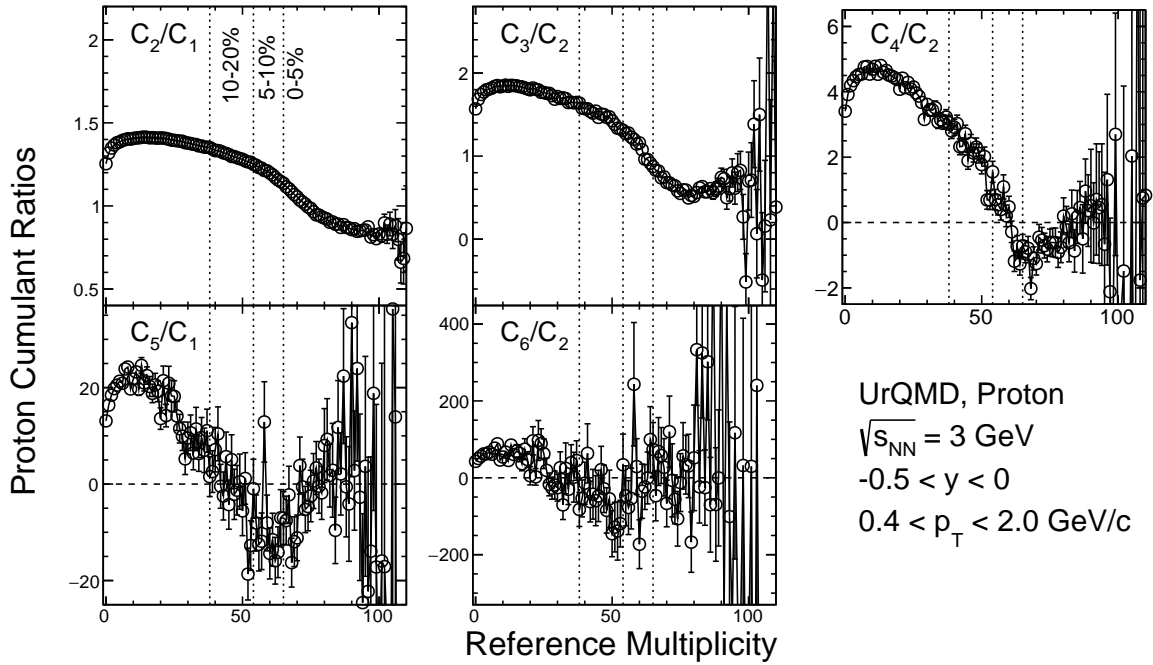 Proton Cumulant Ratios
C2/C1
10-20%
5-10%
0-5%
2
1.5
1
0.5
C3/C2
2
1
0
C4/C2
6
4
2
0
−2
0 50 100
C5/C1
20
0
−20
0 50 100
C6/C2
400
200
0
−200
0 50 100
Reference Multiplicity
UrQMD, Proton
√sNN = 3 GeV
-0.5 < y < 0
0.4 < pT < 2.0 GeV/c